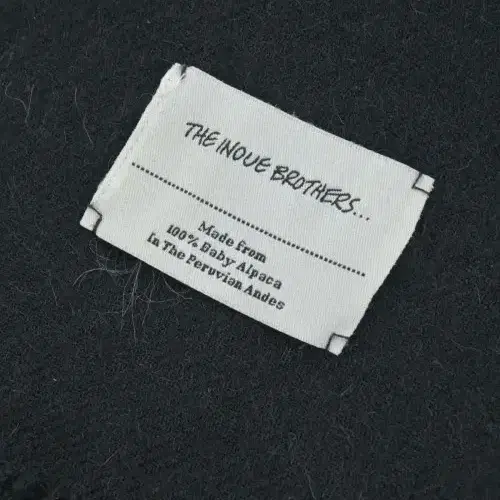 THE INOUE BROTHERS...
Made from
100% Baby Alpaca
In The Peruvian Andes